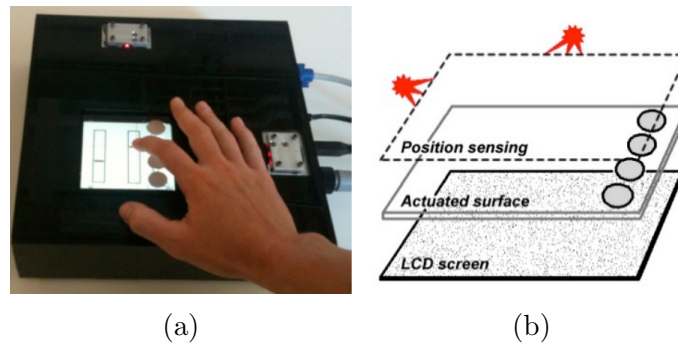 Position sensing
Actuated surface
LCD screen
(a)
(b)